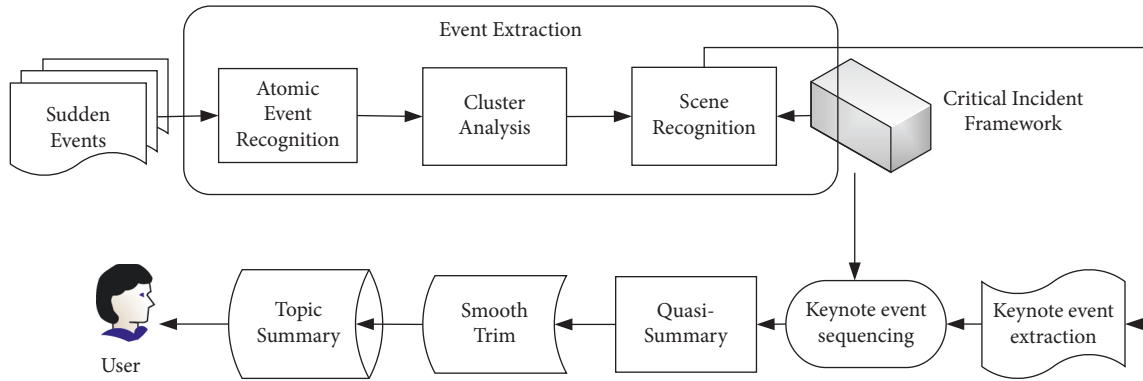 Event Extraction
Sudden
Events
Atomic
Event
Recognition
Cluster
Analysis
Scene
Recognition
Critical Incident
Framework
User
Topic
Summary
Smooth
Trim
Quasi-
Summary
Keynote event
sequencing
Keynote event
extraction